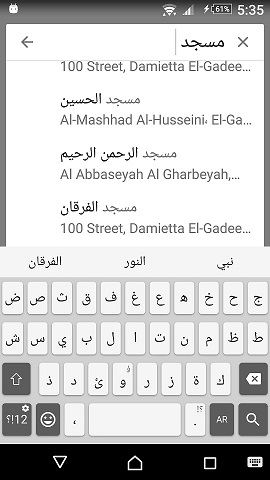 61% 5:35
مسجد
100 Street, Damietta El-Gadee...
مسجد الحسين
Al-Mashhad Al-Husseini، El-Ga...
مسجد الرحمن الرحيم
Al Abbaseyah Al Gharbeyah,...
مسجد الفرقان
100 Street, Damietta El-Gadee...
نبي النور الفرقان
ض ص ث ق ف غ ع ه خ ح ج
ش س ي ب ل ا ت ن م ظ ط
ذ د ئ و ر ز ة ك
!?12 ، . AR